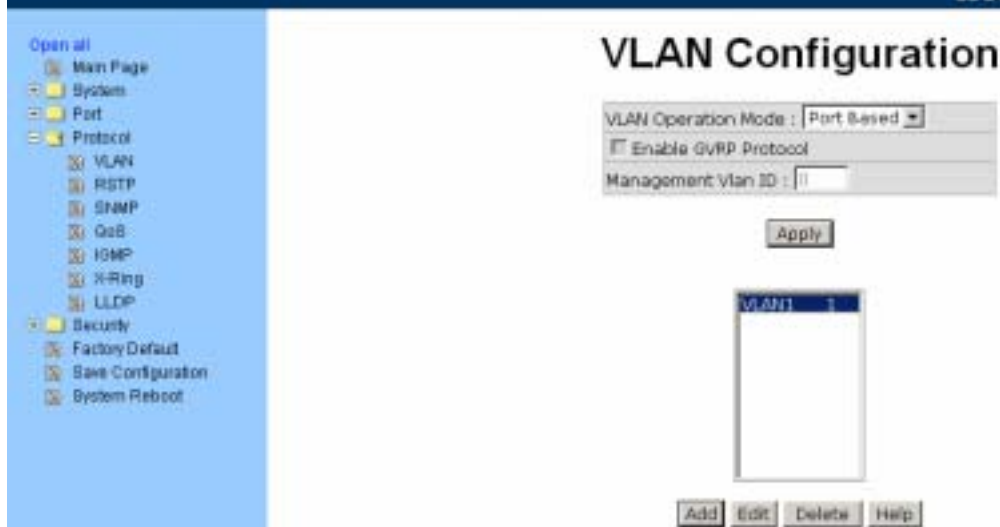 Open all
Main Page
System
Port
Protocol
VLAN
RSTP
SNMP
QoS
IGMP
X-Ring
LLDP
Security
Factory Default
Save Configuration
System Reboot
VLAN Configuration
VLAN Operation Mode : Port Based
Enable GVRP Protocol
Management Vlan ID : 0
Apply
VLAN1 1
Add Edit Delete Help